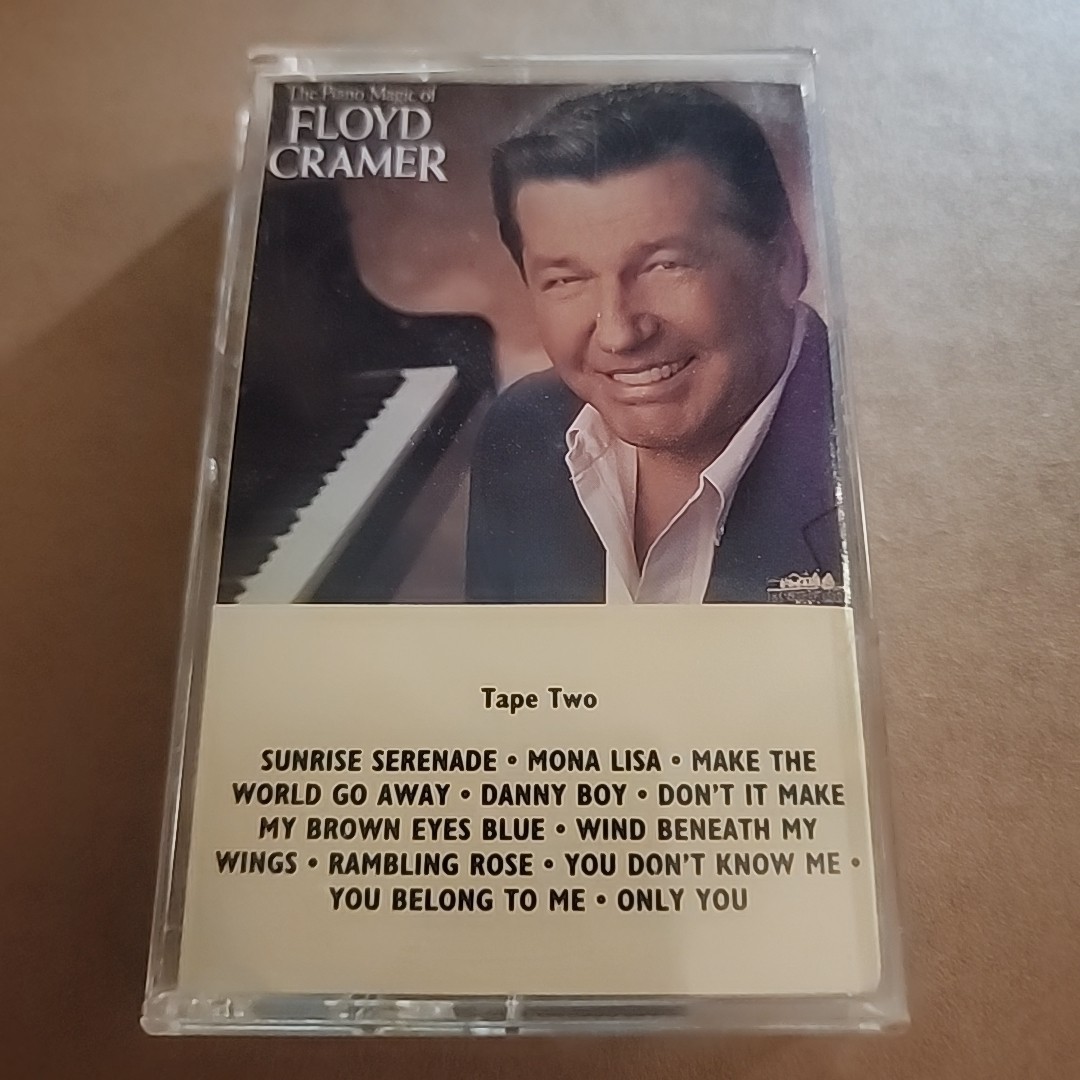 The Piano Magic of
FLOYD
CRAMER
Tape Two
SUNRISE SERENADE • MONA LISA • MAKE THE
WORLD GO AWAY • DANNY BOY • DON'T IT MAKE
MY BROWN EYES BLUE • WIND BENEATH MY
WINGS • RAMBLING ROSE • YOU DON'T KNOW ME •
YOU BELONG TO ME • ONLY YOU